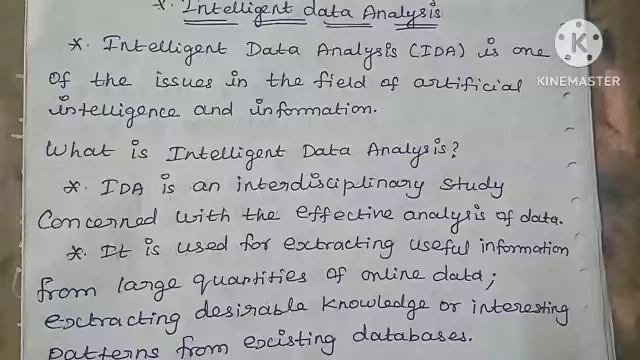 *. Intelligent data Analysis
*. Intelligent Data Analysis (IDA) is one
of the issues in the field of artificial
intelligence and information.
What is Intelligent Data Analysis?
*. IDA is an interdisciplinary study
concerned with the effective analysis of data.
*. It is used for extracting useful information
from large quantities of online data;
extracting desirable knowledge or interesting
patterns from existing databases.
K
KINEMASTER